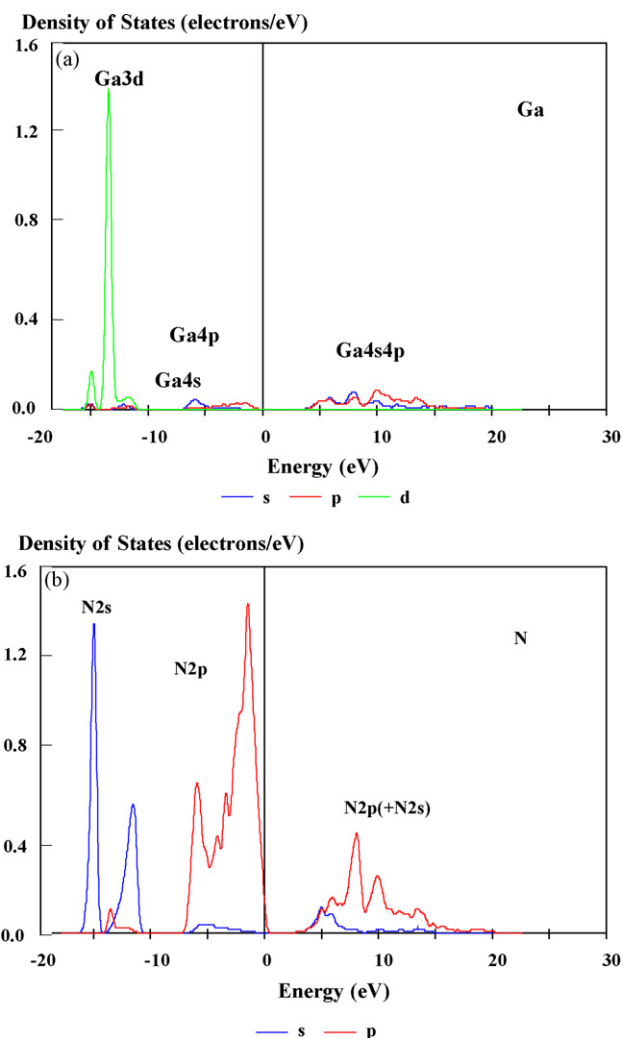 Density of States (electrons/eV)
1.6
(a)
Ga3d
Ga
1.2
0.8
0.4
Ga4p
Ga4s4p
Ga4s
0.0
-20 -10 0 10 20 30
Energy (eV)
s p d
Density of States (electrons/eV)
1.6
(b)
N2s
N2p
N
1.2
0.8
N2p(+N2s)
0.4
0.0
-20 -10 0 10 20 30
Energy (eV)
s p